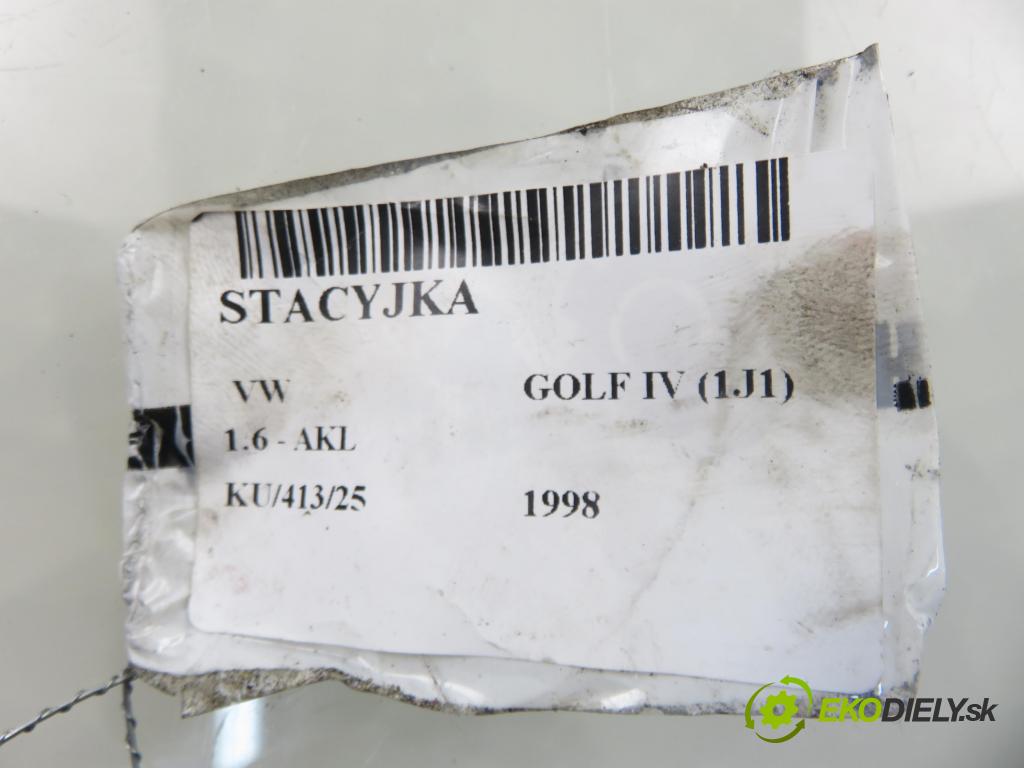 STACYJKA
VW GOLF IV (1J1)
1.6 - AKL
KU/413/25 1998
EKODIELY.sk